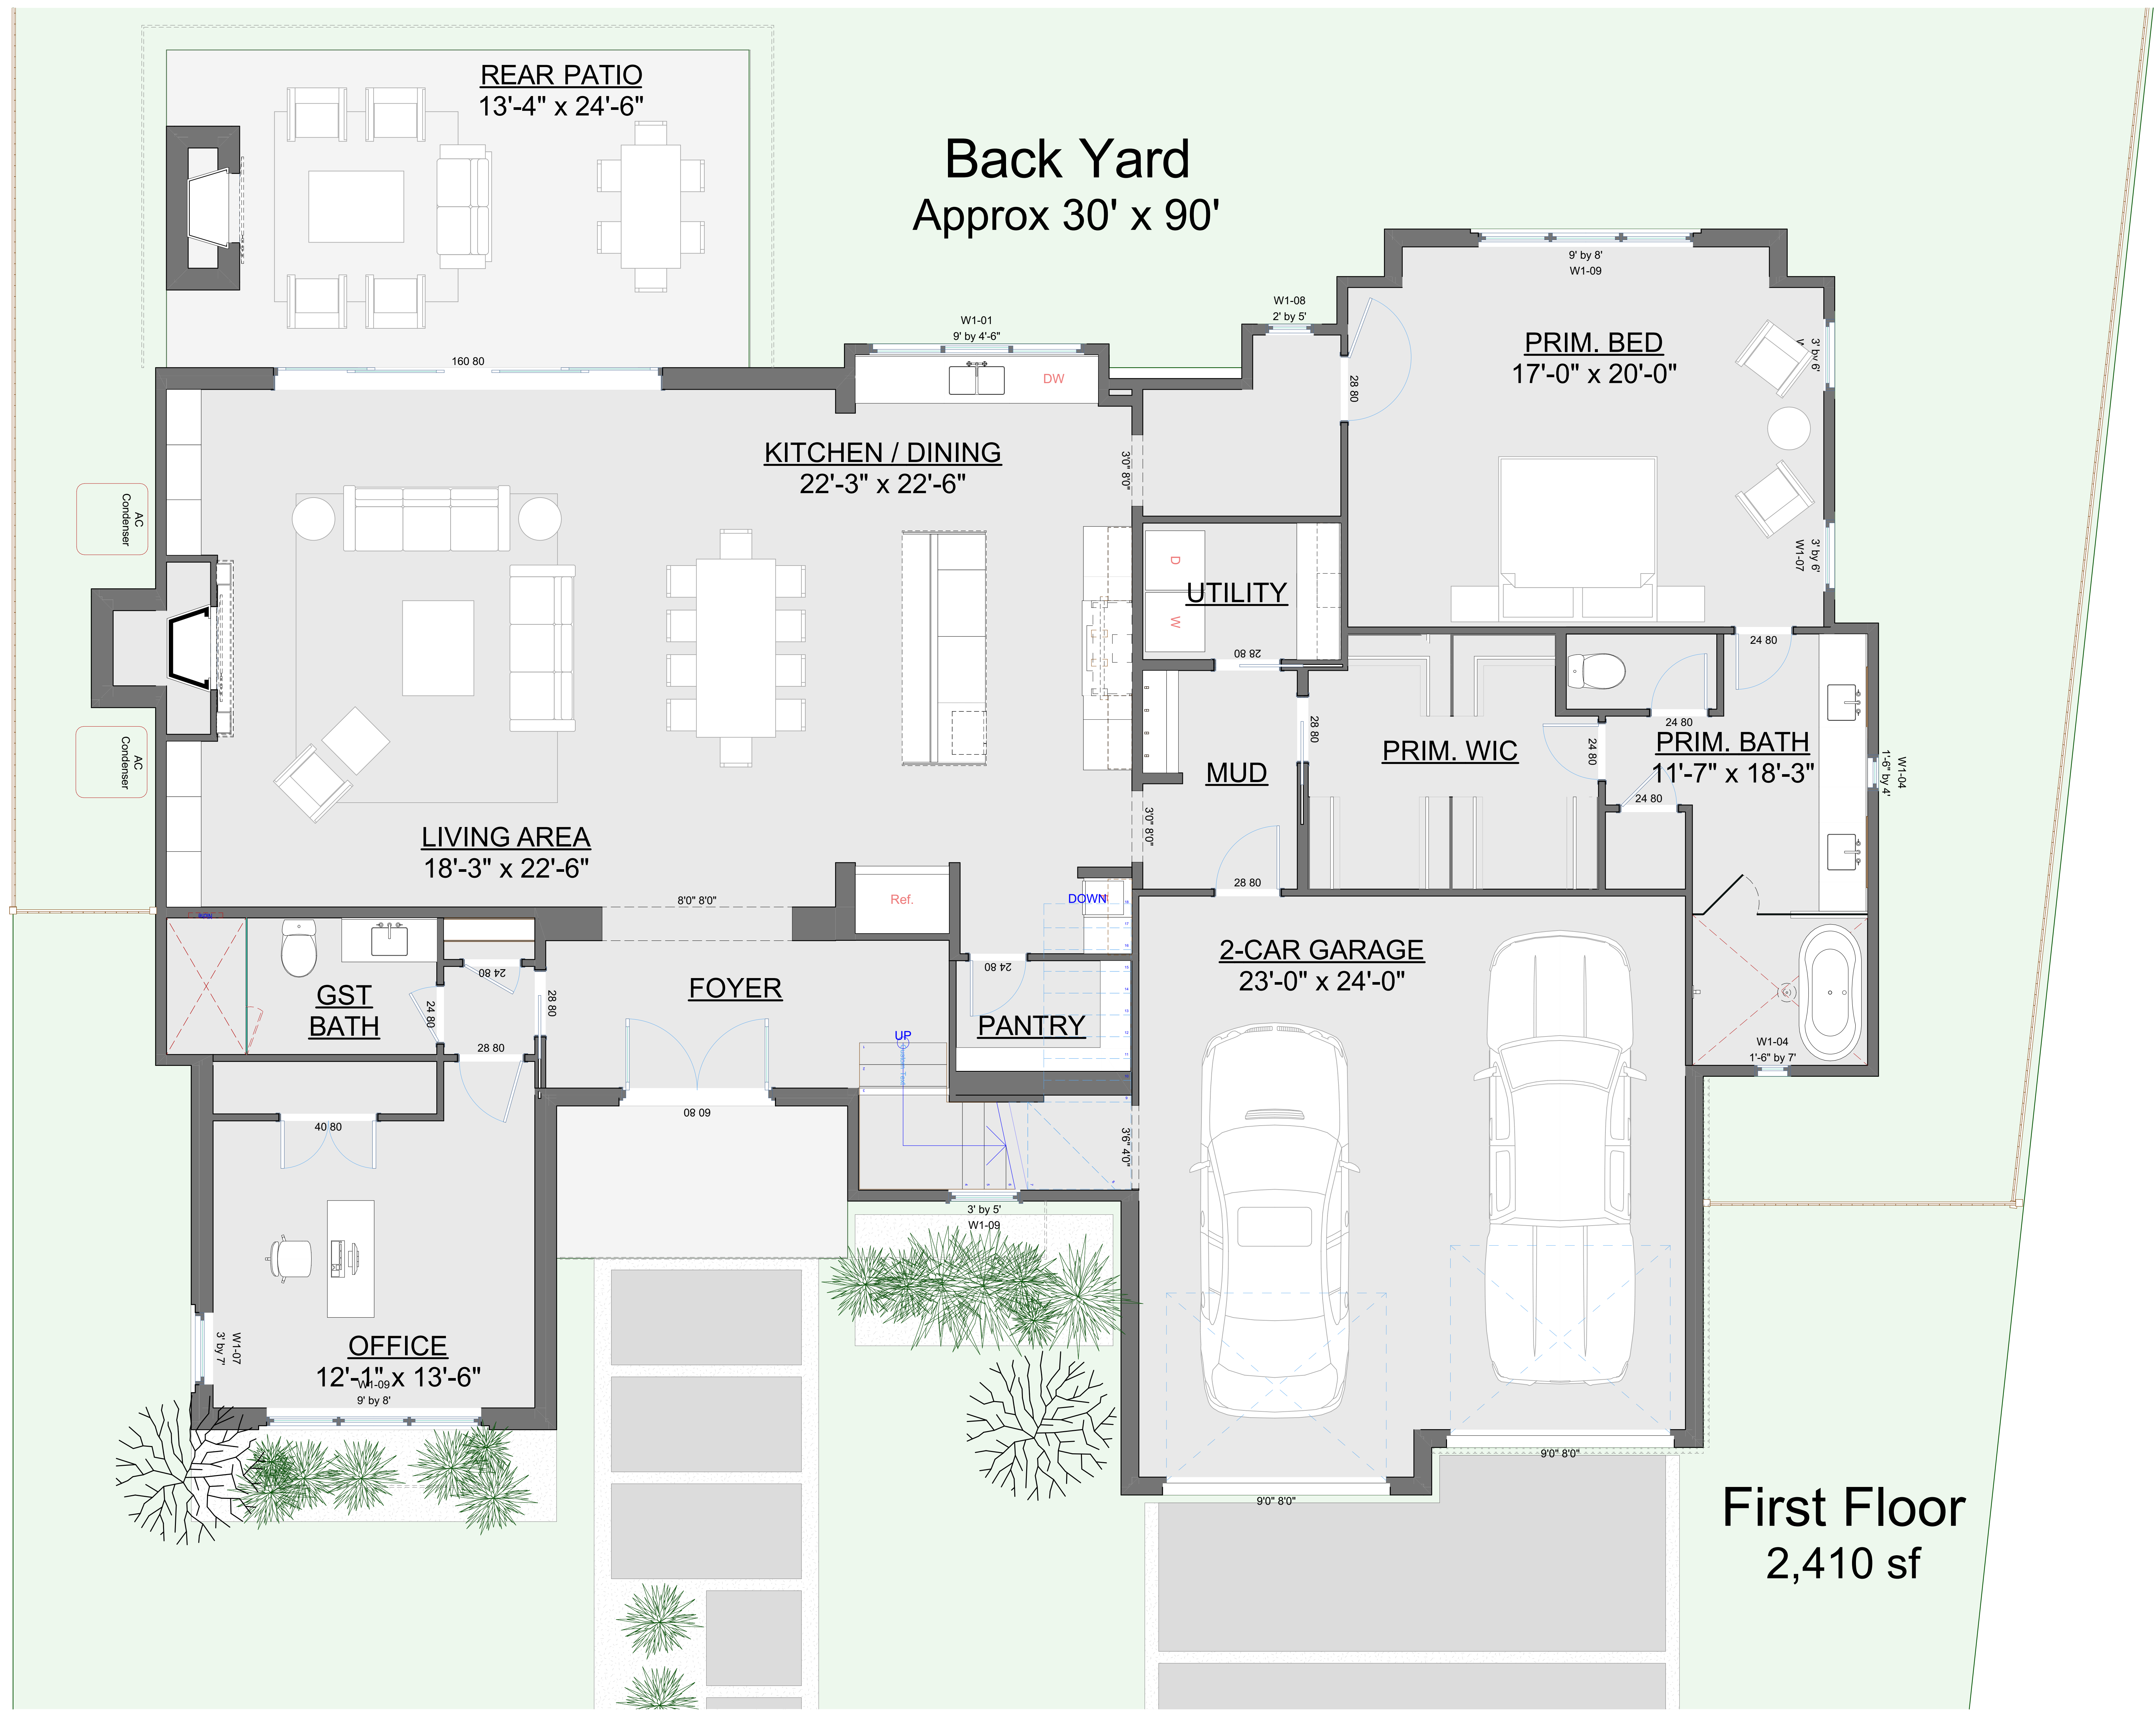 REAR PATIO
13'-4" x 24'-6"
Back Yard
Approx 30' x 90'
9' by 8'
W1-09
W1-08
2' by 5'
W1-01
9' by 4'-6"
160 80
DW
PRIM. BED
17'-0" x 20'-0"
3' by 6'
28 80
KITCHEN / DINING
22'-3" x 22'-6"
3'0" 8'0"
AC
Condenser
3' by 6'
W1-07
D
UTILITY
W
28 80
24 80
28 80
24 80
24 80
PRIM. WIC
PRIM. BATH
11'-7" x 18'-3"
24 80
W1-04
1'-6" by 4'
MUD
AC
Condenser
3'0" 8'0"
LIVING AREA
18'-3" x 22'-6"
28 80
8'0" 8'0"
Ref.
DOWN
2-CAR GARAGE
23'-0" x 24'-0"
24 80
24 80
GST
BATH
24 80
28 80
FOYER
PANTRY
UP
28 80
W1-04
1'-6" by 7'
60 80
40 80
3'6" 4'0"
3' by 5'
W1-09
W1-07
3' by 7'
OFFICE
12'-1" x 13'-6"
W1-09
9' by 8'
9'0" 8'0"
9'0" 8'0"
First Floor
2,410 sf